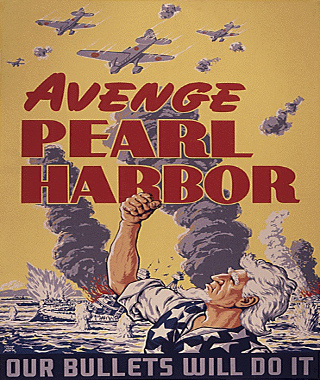 AVENGE
PEARL
HARBOR
OUR BULLETS WILL DO IT